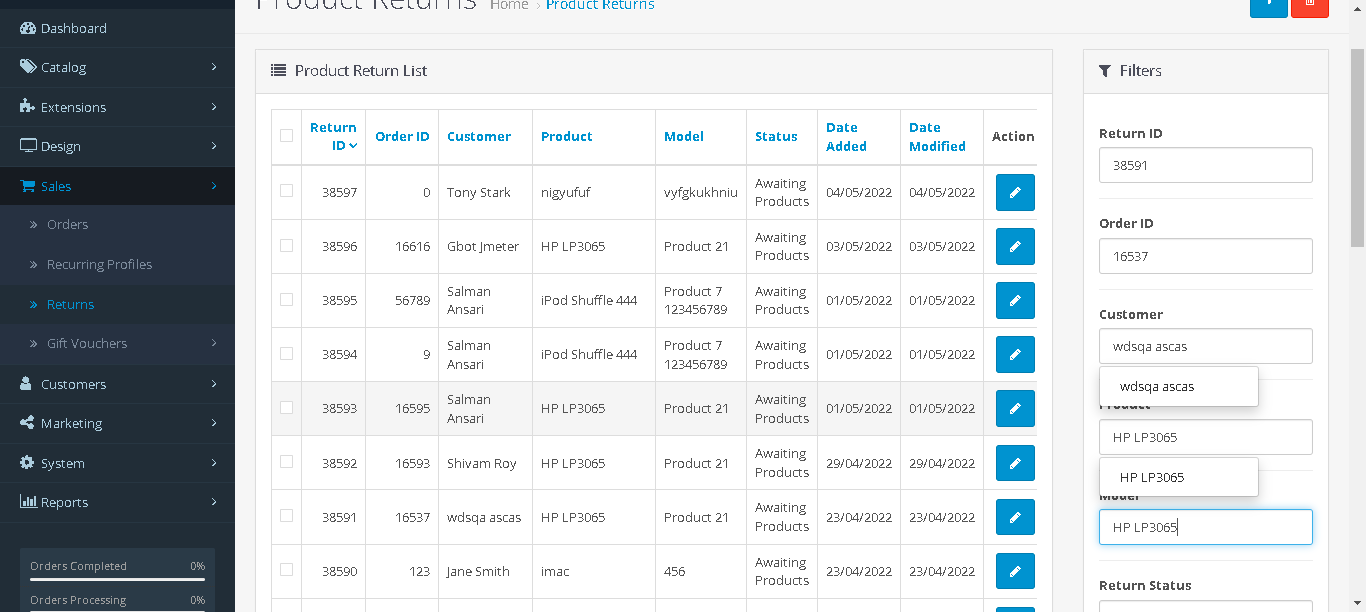 Product Returns Home › Product Returns
Dashboard
Catalog
Extensions
Design
Sales
Orders
Recurring Profiles
Returns
Gift Vouchers
Customers
Marketing
System
Reports
Orders Completed 0%
Orders Processing 0%
Product Return List
Return ID Order ID Customer Product Model Status Date Added Date Modified Action
38597 0 Tony Stark nigyufuf vyfgkukhniu Awaiting Products 04/05/2022 04/05/2022
38596 16616 Gbot Jmeter HP LP3065 Product 21 Awaiting Products 03/05/2022 03/05/2022
38595 56789 Salman Ansari iPod Shuffle 444 Product 7 123456789 Awaiting Products 01/05/2022 01/05/2022
38594 9 Salman Ansari iPod Shuffle 444 Product 7 123456789 Awaiting Products 01/05/2022 01/05/2022
38593 16595 Salman Ansari HP LP3065 Product 21 Awaiting Products 01/05/2022 01/05/2022
38592 16593 Shivam Roy HP LP3065 Product 21 Awaiting Products 29/04/2022 29/04/2022
38591 16537 wdsqa ascas HP LP3065 Product 21 Awaiting Products 23/04/2022 23/04/2022
38590 123 Jane Smith imac 456 Awaiting Products 23/04/2022 23/04/2022
Filters
Return ID
38591
Order ID
16537
Customer
wdsqa ascas
wdsqa ascas
Product
HP LP3065
HP LP3065
Model
HP LP3065
Return Status